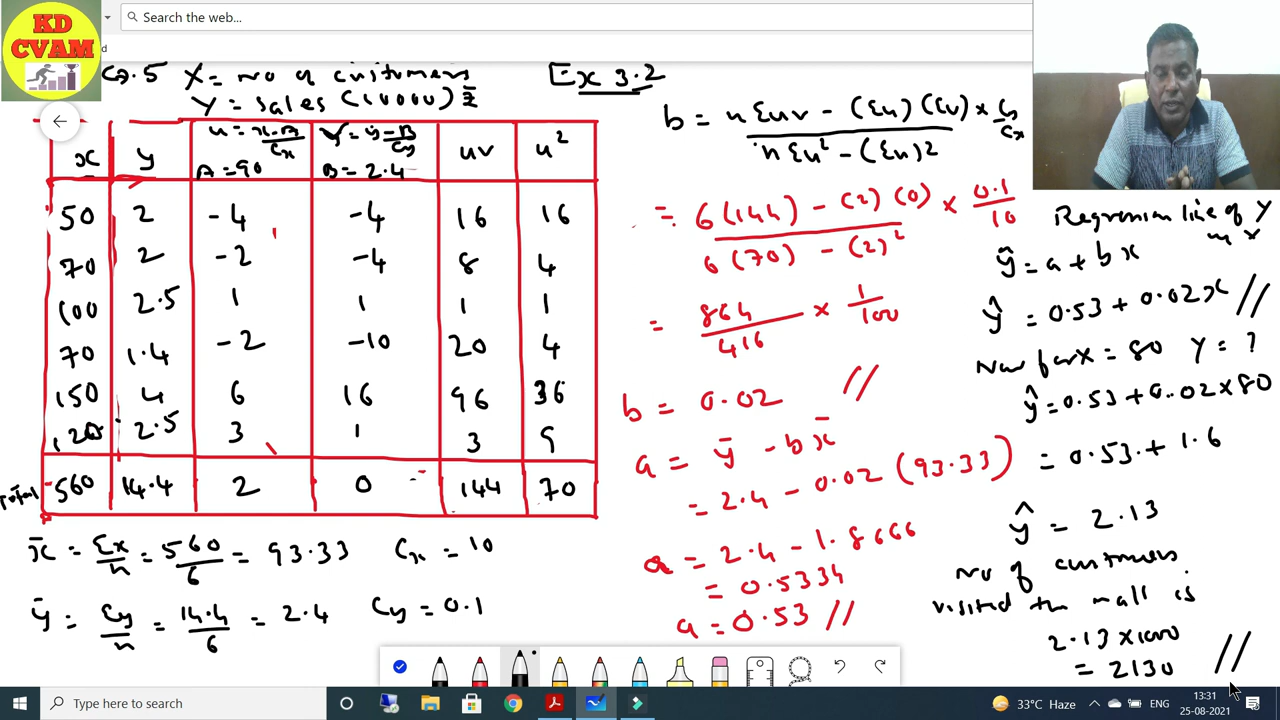 KD
CVAM
Search the web...
Q.5 X = no of customers
Y = sales (10000) ₹
Ex 3.2
x y u = x-A/Cx A = 90 V = y-B/Cy B = 2.4 uv u²
50 2 -4 -4 16 16
70 2 -2 -4 8 4
100 2.5 1 1 1 1
70 1.4 -2 -10 20 4
150 4 6 16 96 36
120 2.5 3 1 3 9
Total 560 14.4 2 0 144 70
x̄ = Σx/n = 560/6 = 93.33 Cx = 10
ȳ = Σy/n = 14.4/6 = 2.4 Cy = 0.1
b = nΣuv - (Σu)(Σv)/nΣu² - (Σu)2 × Cy/Cx
= 6(144) - (2)(0)/6(70) - (2)² × 0.1/10
= 864/416 × 1/100
b = 0.02 //
a = ȳ - b x̄
= 2.4 - 0.02 (93.33)
a = 2.4 - 1.8666
= 0.5334
a = 0.53 //
Regression line of Y
on X
ŷ = a + bx
ŷ = 0.53 + 0.02x //
Now for X = 80 Y = ?
ŷ = 0.53 + 0.02 × 80
= 0.53 + 1.6
ŷ = 2.13
No of customers
visited the mall is
2.13 × 1000
= 2130 //
Type here to search
33°C Haze
ENG
13:31
25-08-2021